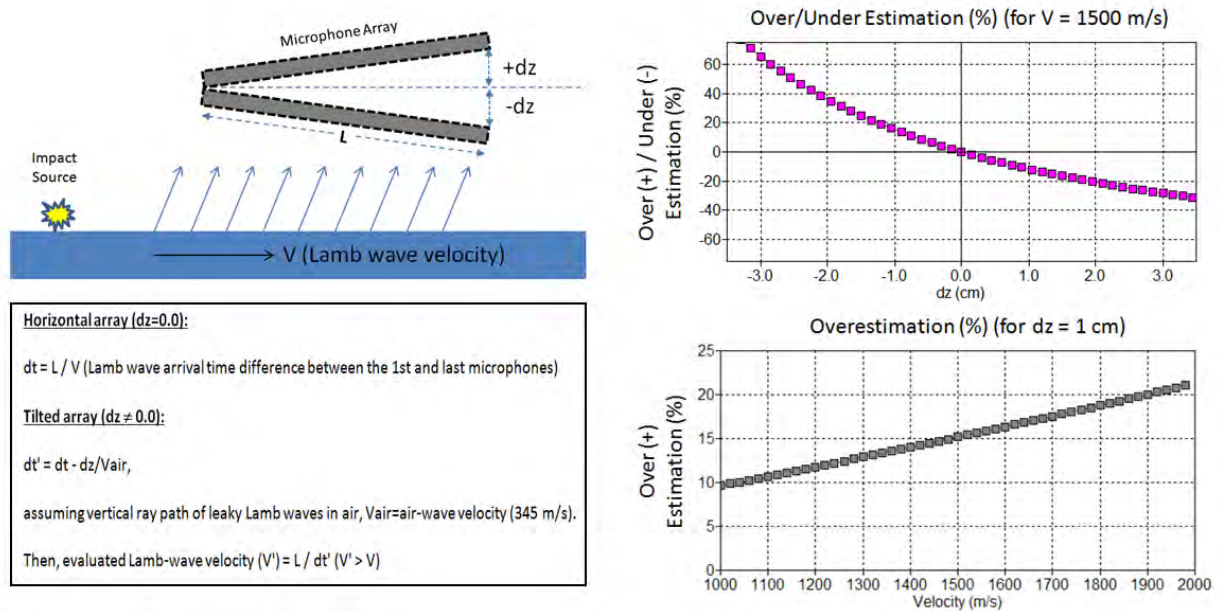 Microphone Array
+dz
-dz
L
Impact
Source
V (Lamb wave velocity)
Horizontal array (dz=0.0):
dt = L / V (Lamb wave arrival time difference between the 1st and last microphones)
Tilted array (dz ≠ 0.0):
dt' = dt - dz/Vair,
assuming vertical ray path of leaky Lamb waves in air, Vair=air-wave velocity (345 m/s).
Then, evaluated Lamb-wave velocity (V') = L / dt' (V' > V)
Over/Under Estimation (%) (for V = 1500 m/s)
Over (+) / Under (-)
Estimation (%)
60
40
20
0
-20
-40
-60
-3.0 -2.0 -1.0 0.0 1.0 2.0 3.0
dz (cm)
Overestimation (%) (for dz = 1 cm)
Over (+)
Estimation (%)
25
20
15
10
5
0
1000 1100 1200 1300 1400 1500 1600 1700 1800 1900 2000
Velocity (m/s)